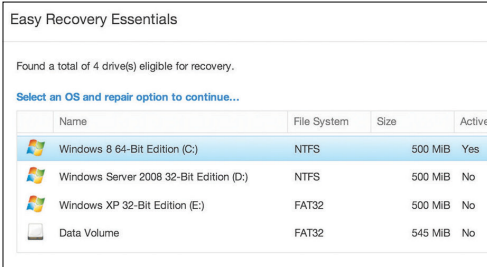 Easy Recovery Essentials
Found a total of 4 drive(s) eligible for recovery.
Select an OS and repair option to continue...
Name File System Size Active
Windows 8 64-Bit Edition (C:) NTFS 500 MiB Yes
Windows Server 2008 32-Bit Edition (D:) NTFS 500 MiB No
Windows XP 32-Bit Edition (E:) FAT32 500 MiB No
Data Volume FAT32 545 MiB No